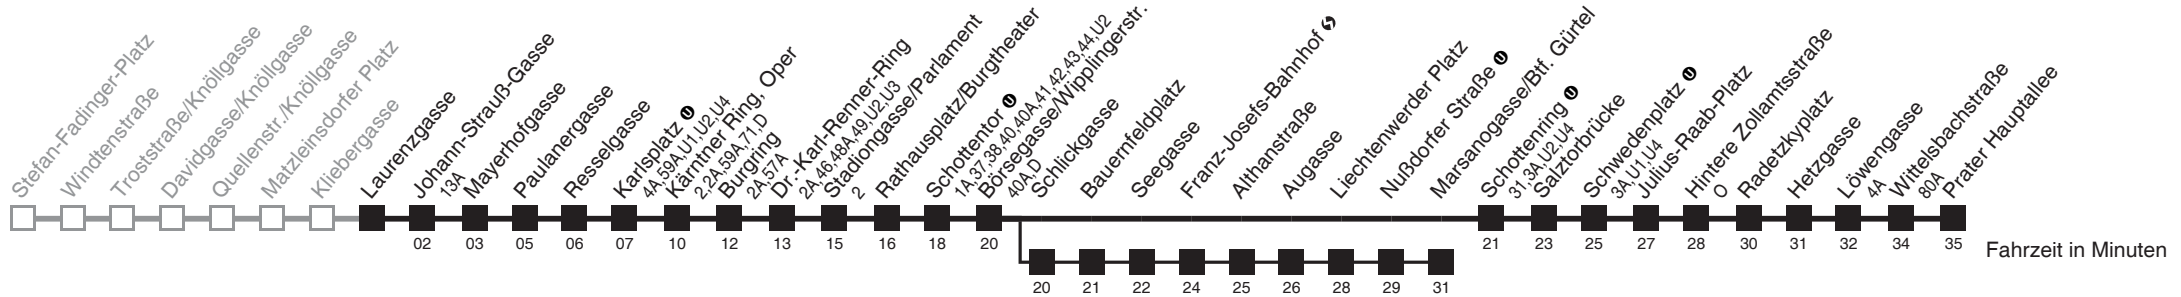 Stefan-Fadinger-Platz
Windtenstraße
Troststraße/Knöllgasse
Davidgasse/Knöllgasse
Quellenstr./Knöllgasse
Matzleinsdorfer Platz
Kliebergasse
Laurenzgasse
Johann-Strauß-Gasse
13A
Mayerhofgasse
Paulanergasse
Resselgasse
Karlsplatz U
4A,59A,U1,U2,U4
Kärntner Ring, Oper
2,2A,59A,71,D
Burgring
2A,57A
Dr.-Karl-Renner-Ring
2A,46,48A,49,U2,U3
Stadiongasse/Parlament
2
Rathausplatz/Burgtheater
Schottentor U
1A,37,38,40,40A,41,42,43,44,U2
Börsegasse/Wipplingerstr.
40A,D
Schlickgasse
Bauernfeldplatz
Seegasse
Franz-Josefs-Bahnhof
Althanstraße
Augasse
Liechtenwerder Platz
Nußdorfer Straße U
Marsanogasse/Btf. Gürtel
Schottenring U
31,3A,U2,U4
Salztorbrücke
Schwedenplatz U
3A,U1,U4
Julius-Raab-Platz
Hintere Zollamtsstraße
O
Radetzkyplatz
Hetzgasse
Löwengasse
4A
Wittelsbachstraße
80A
Prater Hauptallee
02 03 05 06 07 10 12 13 15 16 18 20 21 23 25 27 28 30 31 32 34 35
Fahrzeit in Minuten
20 21 22 24 25 26 28 29 31